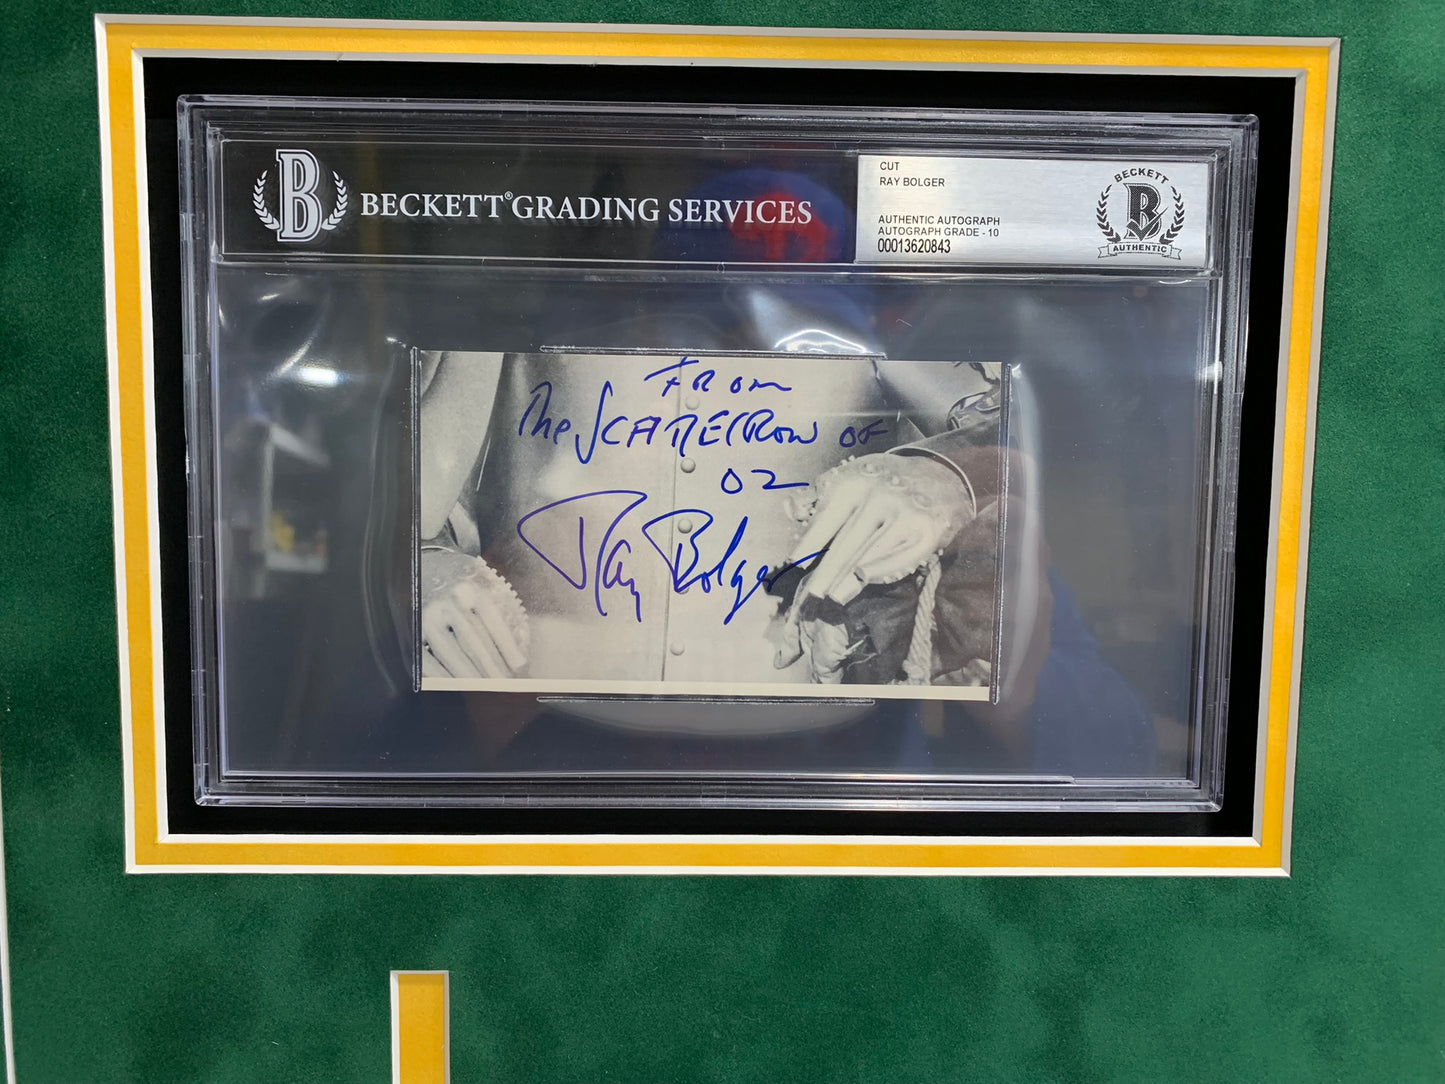 BECKETT® GRADING SERVICES
CUT
RAY BOLGER
AUTHENTIC AUTOGRAPH
AUTOGRAPH GRADE - 10
00013620843
BECKETT
B
AUTHENTIC
B
FROM
The SCARECROW OF
OZ
Ray Bolger